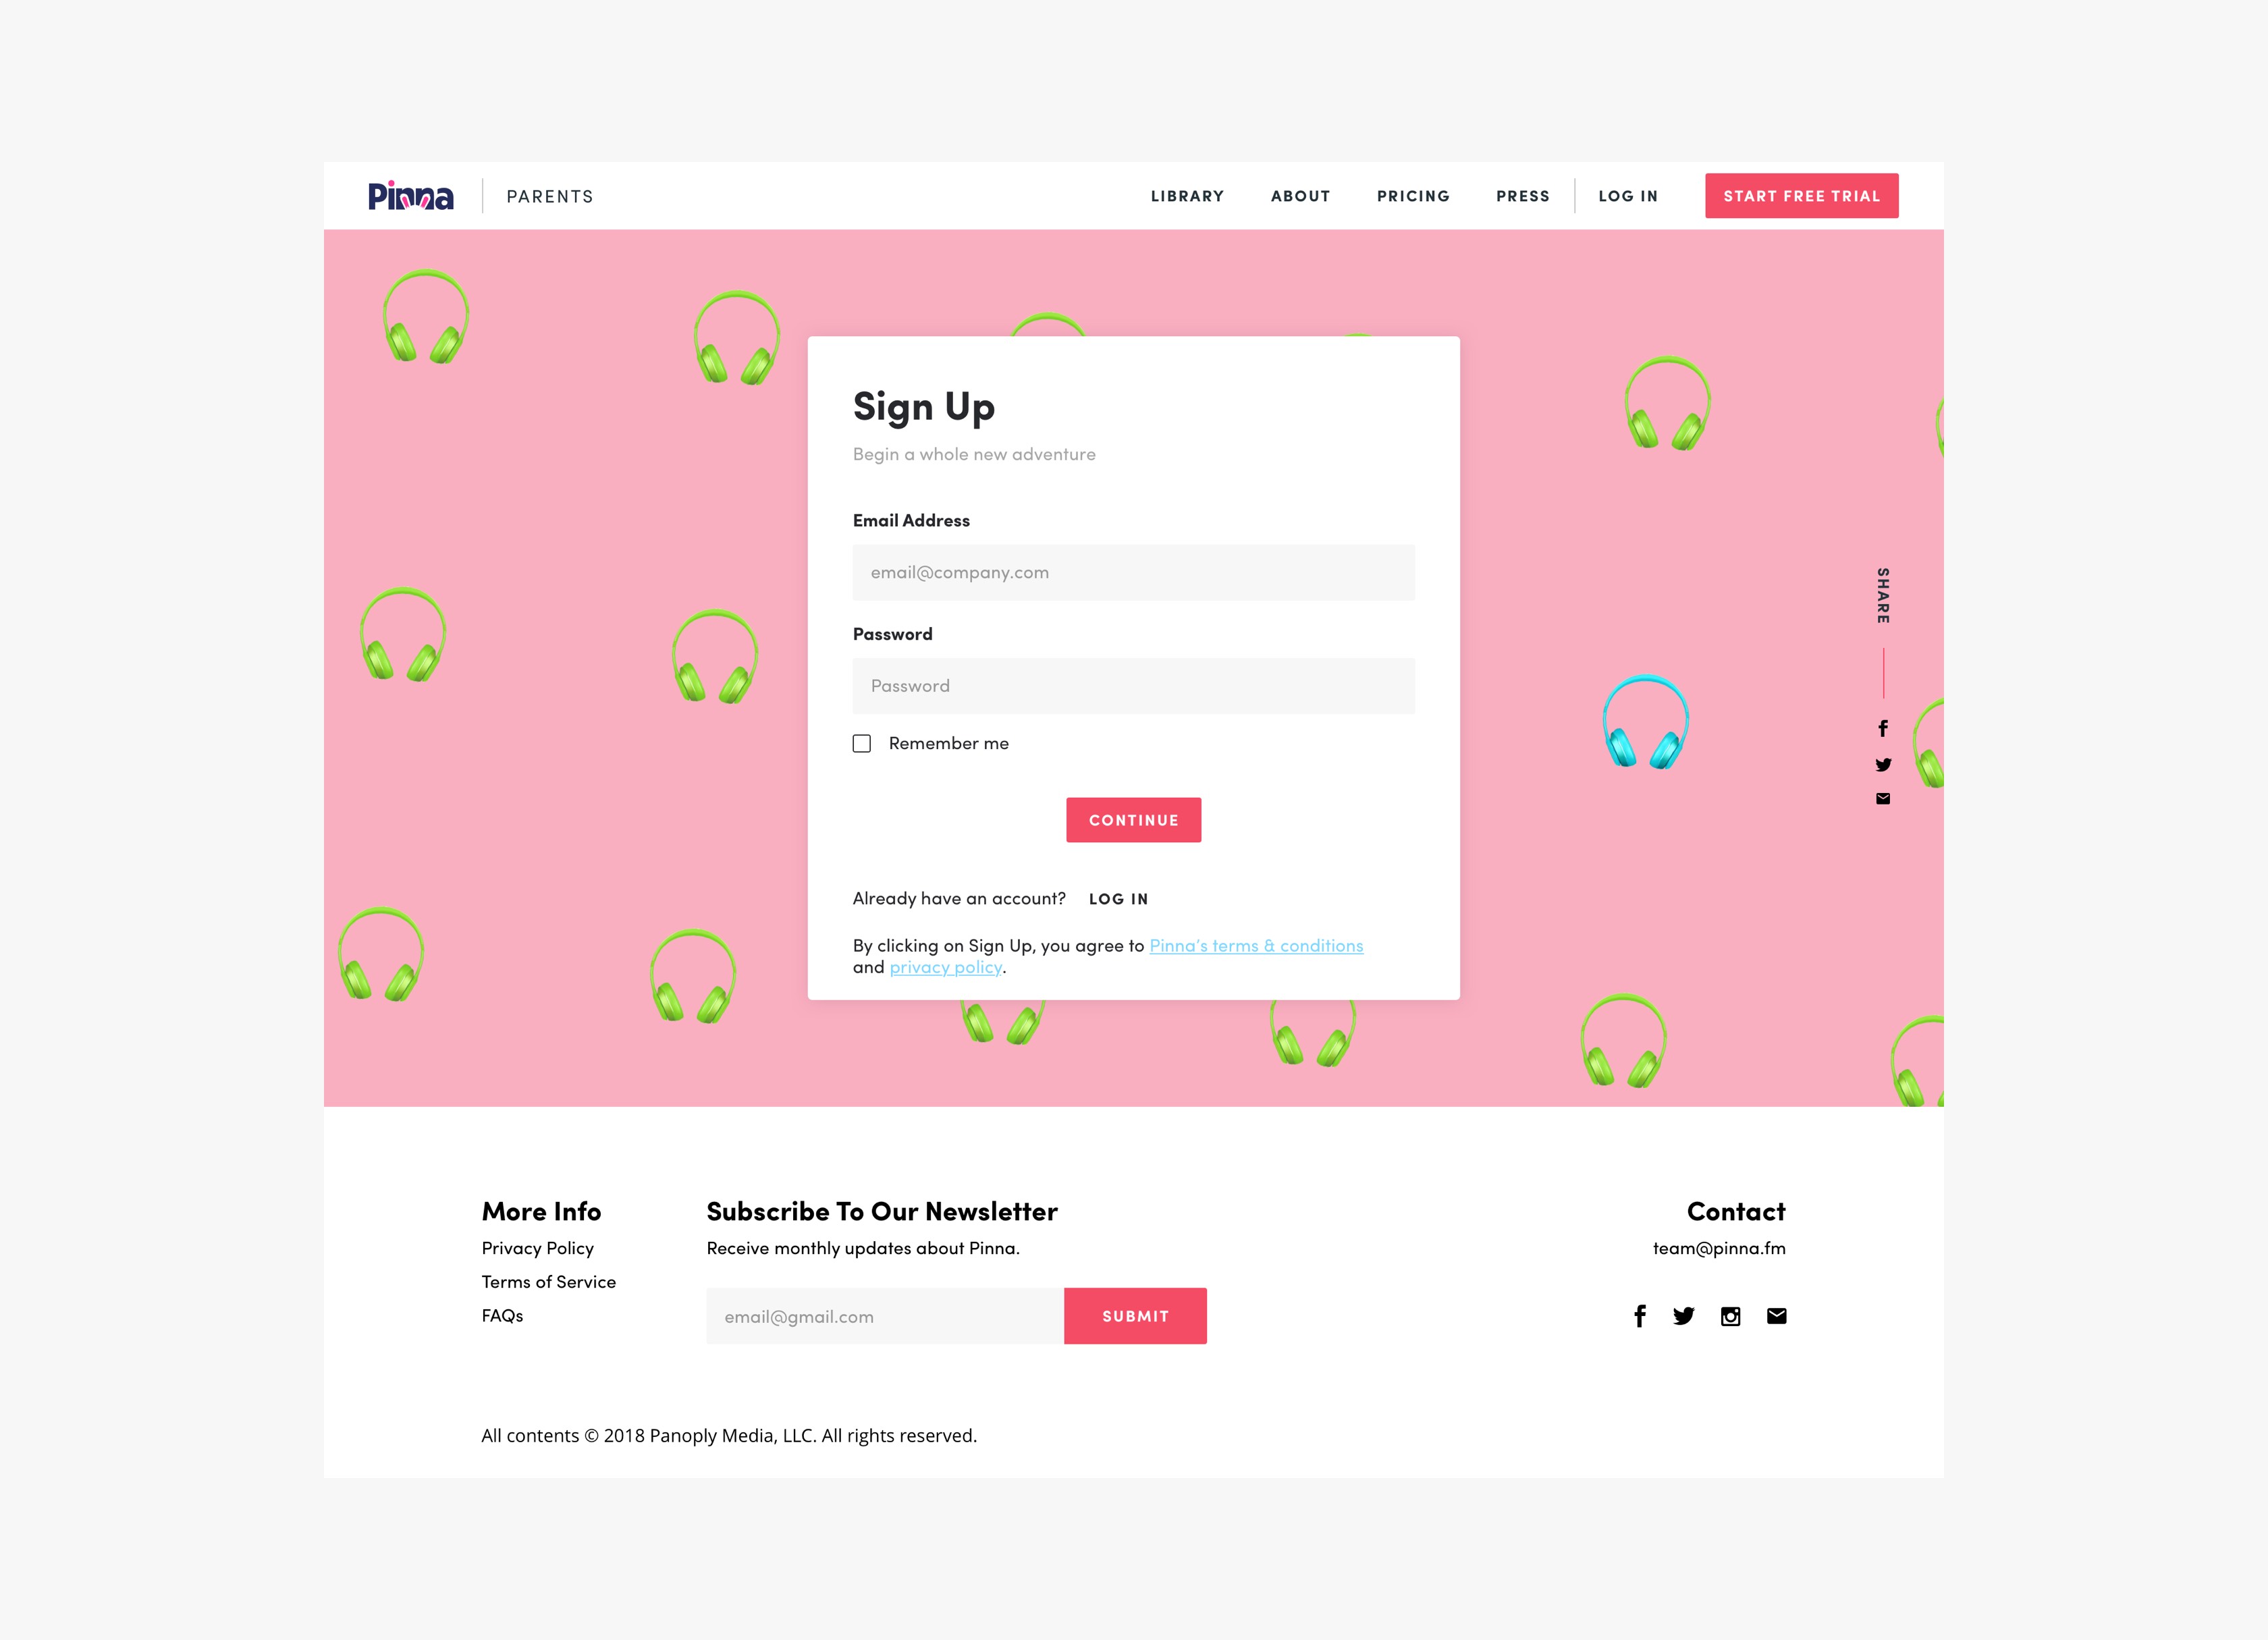 Pinna PARENTS LIBRARY ABOUT PRICING PRESS LOG IN START FREE TRIAL
Sign Up
Begin a whole new adventure
Email Address
email@company.com
Password
Password
Remember me
CONTINUE
Already have an account? LOG IN
By clicking on Sign Up, you agree to Pinna's terms & conditions
and privacy policy.
SHARE
More Info
Privacy Policy
Terms of Service
FAQs
Subscribe To Our Newsletter
Receive monthly updates about Pinna.
email@gmail.com
SUBMIT
Contact
team@pinna.fm
All contents © 2018 Panoply Media, LLC. All rights reserved.